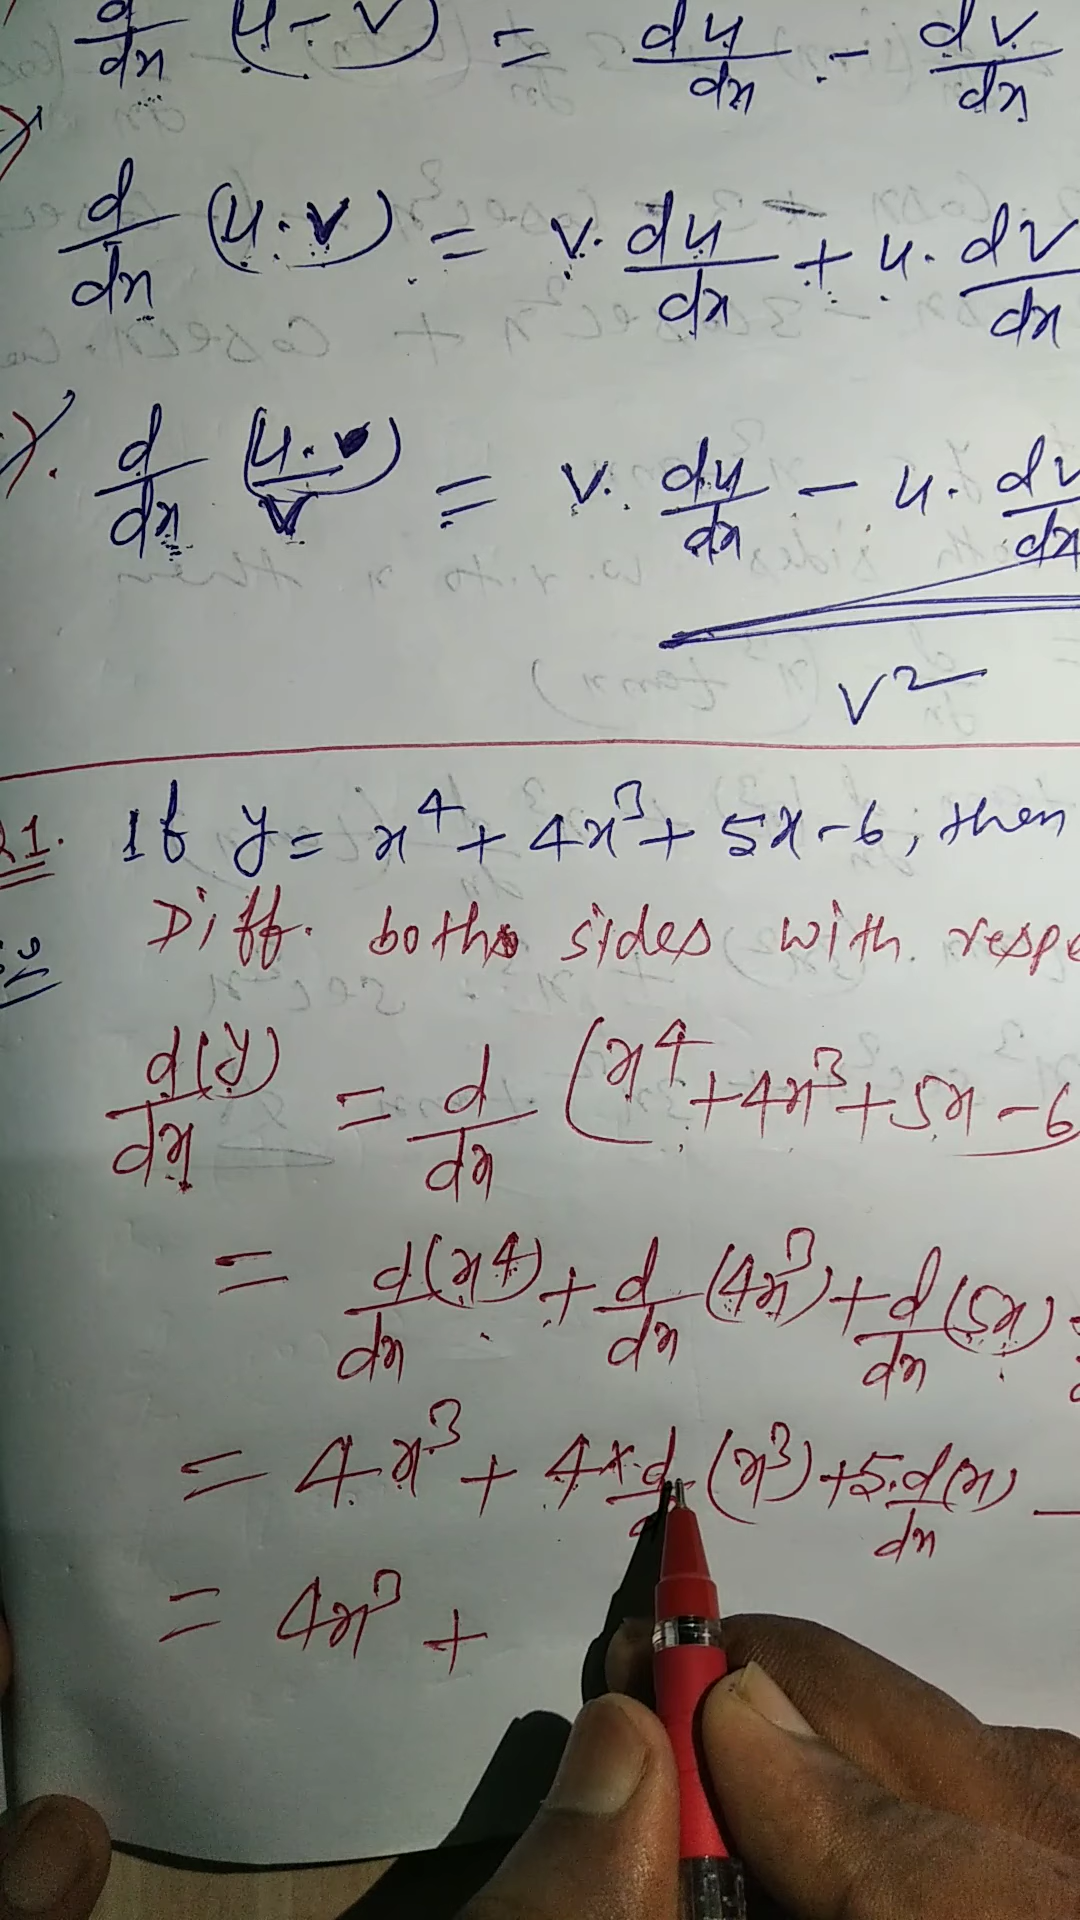 d/dx (u - v) = du/dx - dv/dx
d/dx (u.v) = v. du/dx + u. dv/dx
). d/dx (u./v) = v. du/dx - u. dv/dx
v²
21. If y = x⁴ + 4x³ + 5x - 6, then
Diff. both sides with respe
d(y)/dx = d/dx (x⁴ + 4x³ + 5x - 6
= d(x⁴)/dx + d/dx (4x³) + d/dx (5x)
= 4x³ + 4 × d (x³) + 5. d(x)/dx —
= 4x³ +